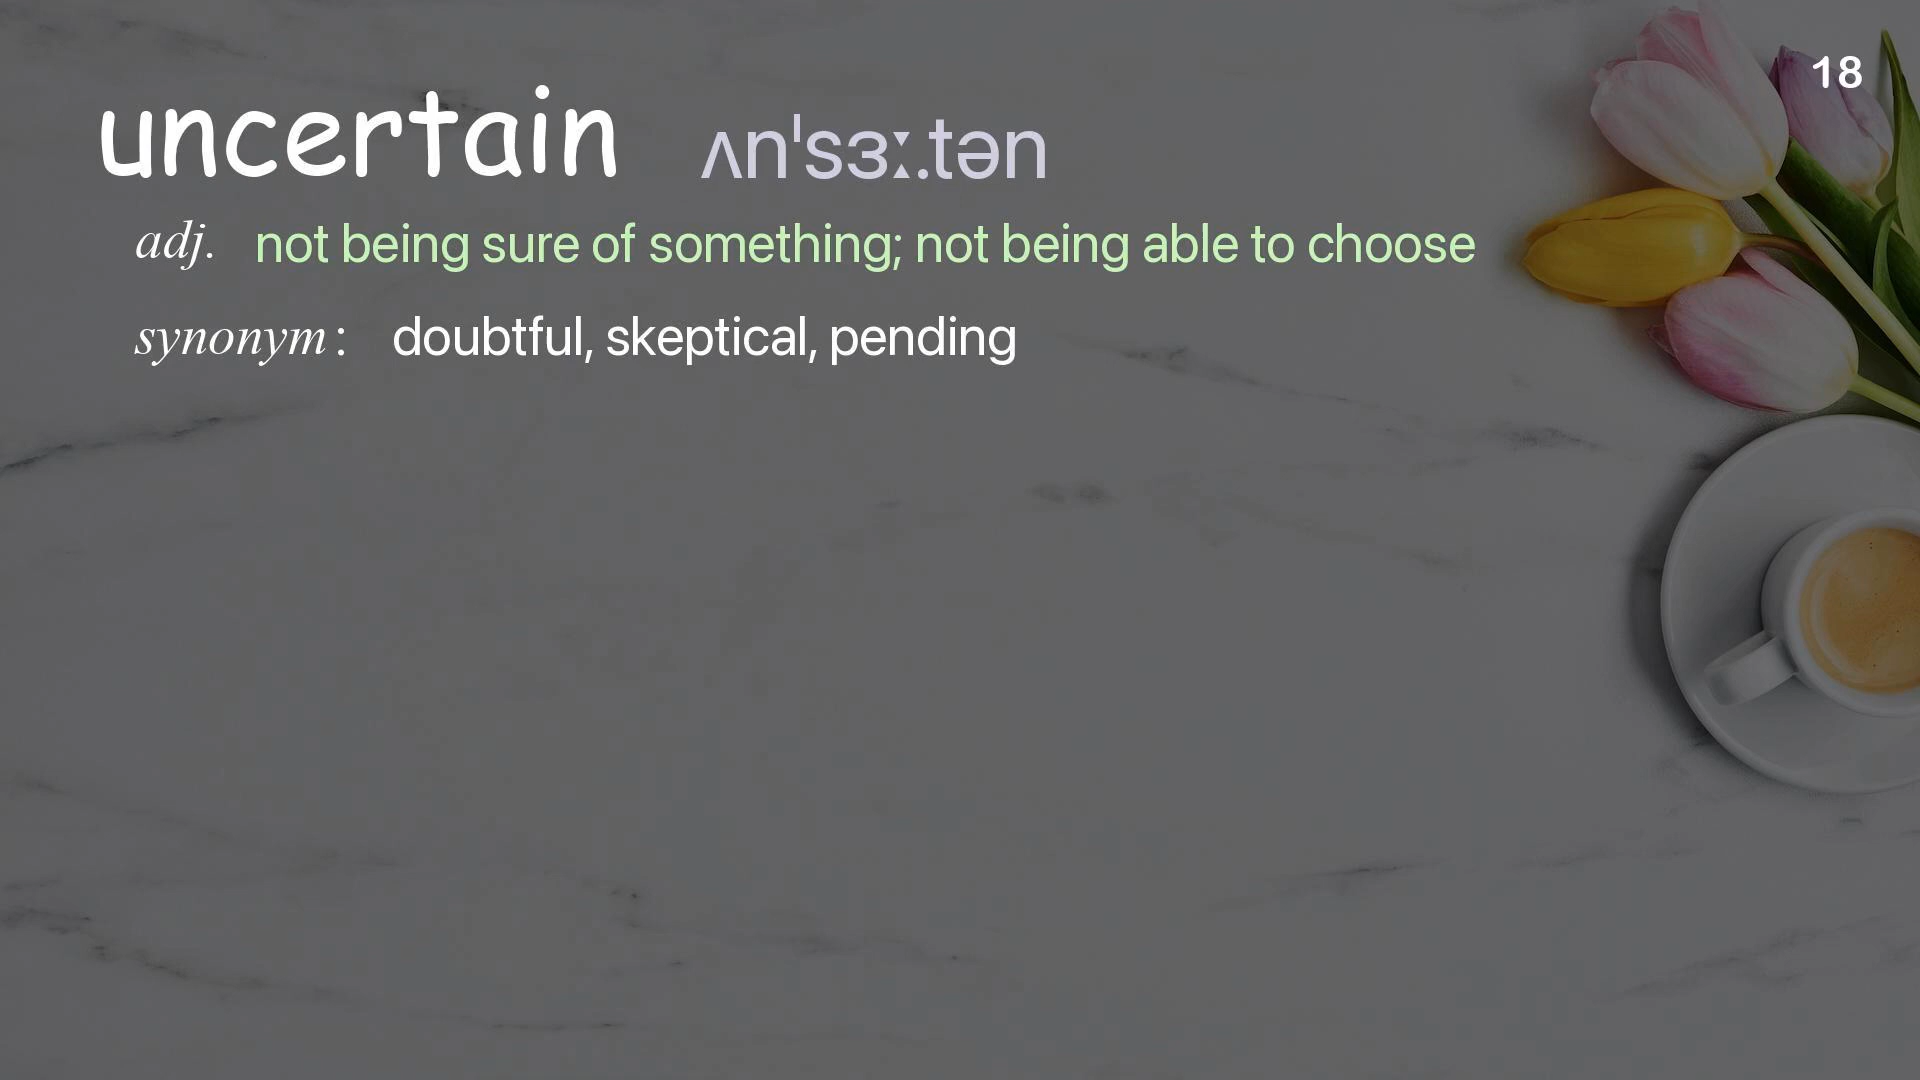 18
uncertain ʌnˈsɜː.tən
adj. not being sure of something; not being able to choose
synonym: doubtful, skeptical, pending